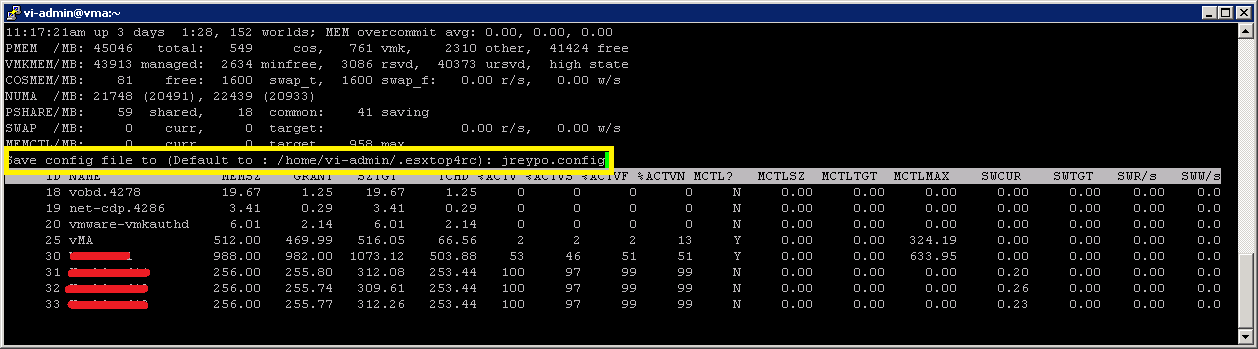 vi-admin@vma:~
11:17:21am up 3 days 1:28, 152 worlds; MEM overcommit avg: 0.00, 0.00, 0.00
PMEM /MB: 45046 total: 549 cos, 761 vmk, 2310 other, 41424 free
VMKMEM/MB: 43913 managed: 2634 minfree, 3086 rsvd, 40373 ursvd, high state
COSMEM/MB: 81 free: 1600 swap_t, 1600 swap_f: 0.00 r/s, 0.00 w/s
NUMA /MB: 21748 (20491), 22439 (20933)
PSHARE/MB: 59 shared, 18 common: 41 saving
SWAP /MB: 0 curr, 0 target: 0.00 r/s, 0.00 w/s
MEMCTL/MB: 0 curr, 0 target, 958 max
Save config file to (Default to : /home/vi-admin/.esxtop4rc): jreypo.config
ID NAME MEMSZ GRANT SZTGT TCHD %ACTV %ACTVS %ACTVF %ACTVN MCTL? MCTLSZ MCTLTGT MCTLMAX SWCUR SWTGT SWR/s SWW/s
18 vobd.4278 19.67 1.25 19.67 1.25 0 0 0 0 N 0.00 0.00 0.00 0.00 0.00 0.00 0.00
19 net-cdp.4286 3.41 0.29 3.41 0.29 0 0 0 0 N 0.00 0.00 0.00 0.00 0.00 0.00 0.00
20 vmware-vmkauthd 6.01 2.14 6.01 2.14 0 0 0 0 N 0.00 0.00 0.00 0.00 0.00 0.00 0.00
25 vMA 512.00 469.99 516.05 66.56 2 2 2 13 Y 0.00 0.00 324.19 0.00 0.00 0.00 0.00
30 988.00 982.00 1073.12 503.88 53 46 51 51 Y 0.00 0.00 633.95 0.00 0.00 0.00 0.00
31 256.00 255.80 312.08 253.44 100 97 99 99 N 0.00 0.00 0.00 0.20 0.00 0.00 0.00
32 256.00 255.74 309.61 253.44 100 97 99 99 N 0.00 0.00 0.00 0.26 0.00 0.00 0.00
33 256.00 255.77 312.26 253.44 100 97 99 99 N 0.00 0.00 0.00 0.23 0.00 0.00 0.00